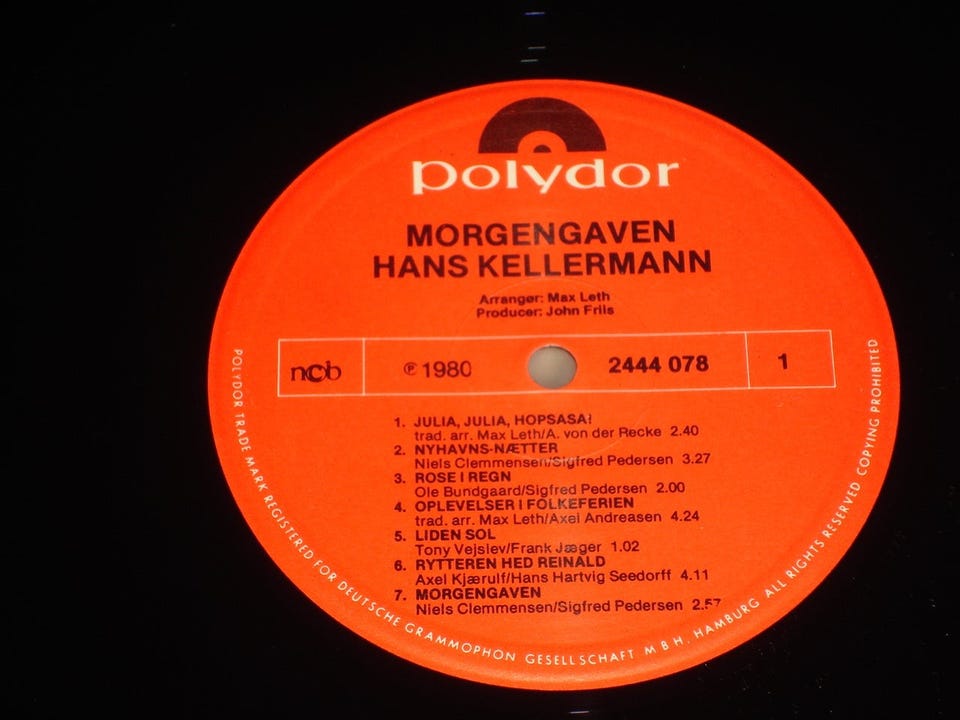 polydor
MORGENGAVEN
HANS KELLERMANN
Arrangør: Max Leth
Producer: John Friis
ncb
℗ 1980
2444 078
1
1. JULIA, JULIA, HOPSASA!
trad. arr. Max Leth/A. von der Recke 2.40
2. NYHAVNS-NÆTTER
Niels Clemmensen/Sigfred Pedersen 3.27
3. ROSE I REGN
Ole Bundgaard/Sigfred Pedersen 2.00
4. OPLEVELSER I FOLKEFERIEN
trad. arr. Max Leth/Axel Andreasen 4.24
5. LIDEN SOL
Tony Vejslev/Frank Jæger 1.02
6. RYTTEREN HED REINALD
Axel Kjærulf/Hans Hartvig Seedorff 4.11
7. MORGENGAVEN
Niels Clemmensen/Sigfred Pedersen 2.57
POLYDOR TRADE MARK REGISTERED FOR DEUTSCHE GRAMMOPHON GESELLSCHAFT M B H. HAMBURG ALL RIGHTS RESERVED COPYING PROHIBITED